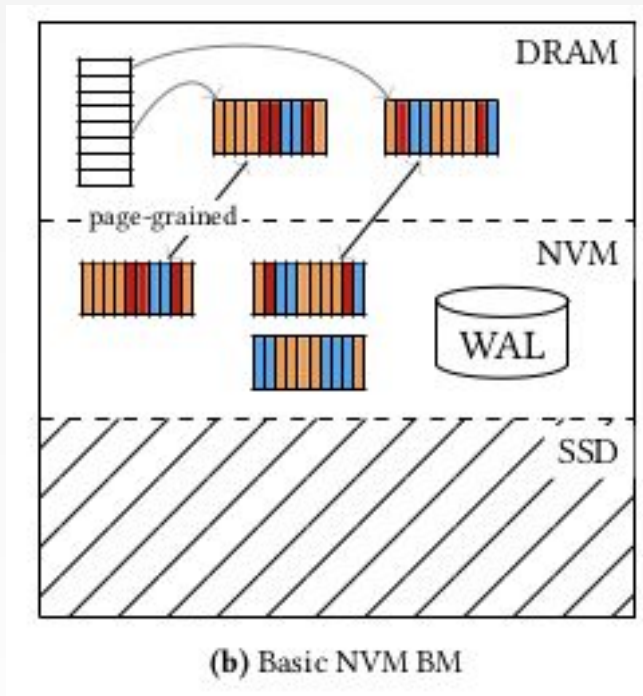 DRAM
page-grained
NVM
WAL
SSD
(b) Basic NVM BM